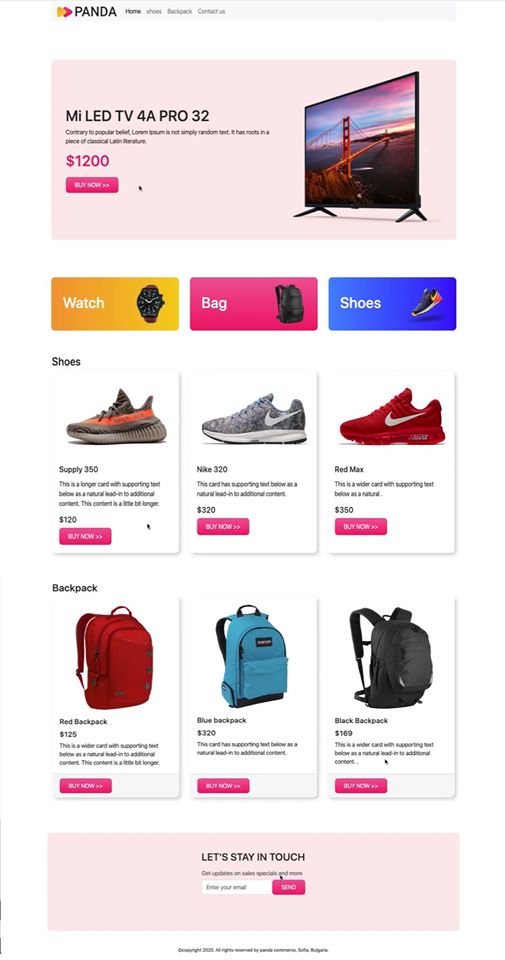 PANDA Home shoes Backpack Contact us
Mi LED TV 4A PRO 32
Contrary to popular belief, Lorem Ipsum is not simply random text. It has roots in a
piece of classical Latin literature.
$1200
BUY NOW >>
Watch
Bag
Shoes
Shoes
Supply 350
This is a longer card with supporting text
below as a natural lead-in to additional
content. This content is a little bit longer.
$120
BUY NOW >>
Nike 320
This card has supporting text below as a
natural lead-in to additional content.
$320
BUY NOW >>
Red Max
This is a wider card with supporting text
below as a natural .
$350
BUY NOW >>
Backpack
Red Backpack
$125
This is a wider card with supporting text
below as a natural lead-in to additional
content. This content is a little bit longer.
BUY NOW >>
BURTON
Blue backpack
$320
This card has supporting text below as a
natural lead-in to additional content.
BUY NOW >>
Black Backpack
$169
This is a wider card with supporting text
below as a natural lead-in to additional
content. .
BUY NOW >>
LET'S STAY IN TOUCH
Get updates on sales specials and more
Enter your email SEND
©copyright 2020. All rights reserved by panda commerce, Sofia, Bulgaria.